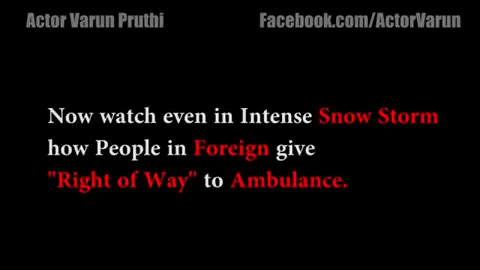 Actor Varun Pruthi
Facebook.com/ActorVarun
Now watch even in Intense Snow Storm
how People in Foreign give
"Right of Way" to Ambulance.